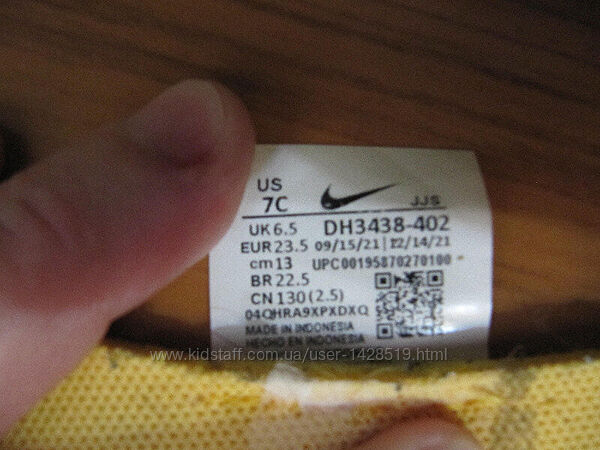 US
7C JJS
UK 6.5 DH3438-402
EUR 23.5 09/15/21 | 12/14/21
cm 13 UPC00195870270100
BR 22.5
CN 130 (2.5)
04QHRA9XPXDXQ
MADE IN INDONESIA
HECHO EN INDONESIA
www.kidstaff.com.ua/user-1428519.html